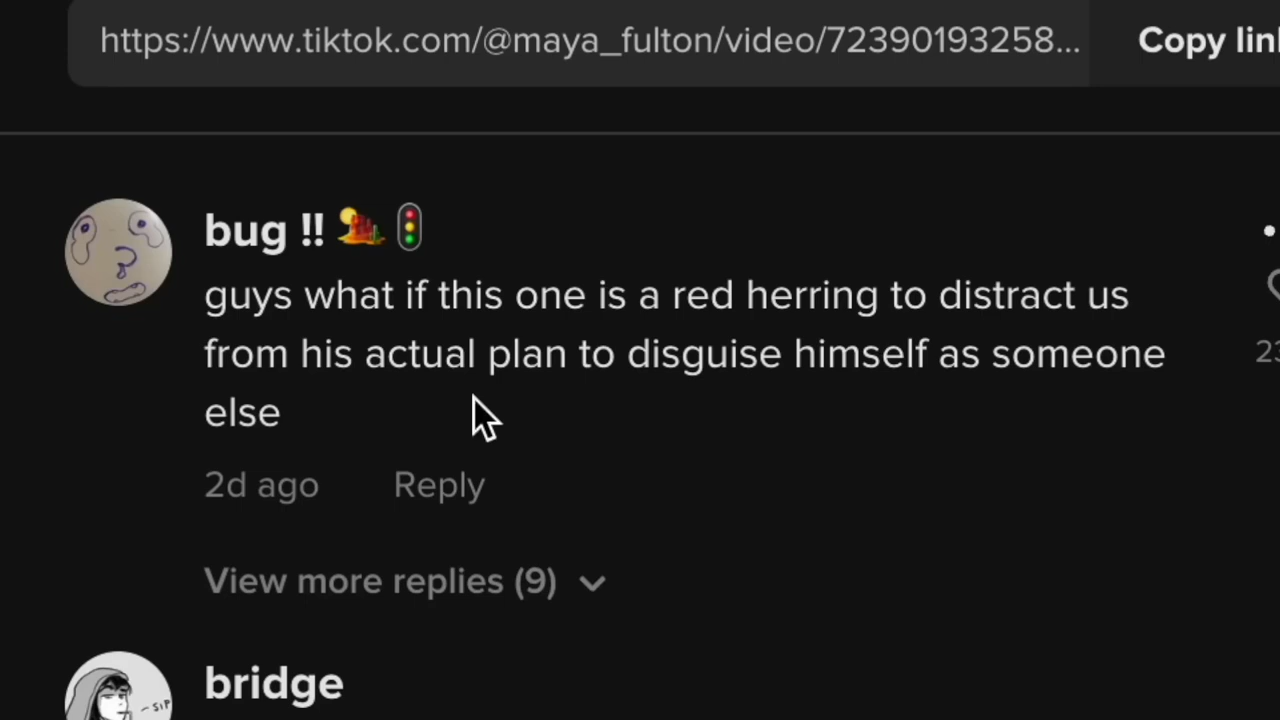 https://www.tiktok.com/@maya_fulton/video/72390193258... Copy lin
bug !! 🏜️🚦
guys what if this one is a red herring to distract us
from his actual plan to disguise himself as someone
else
2d ago Reply
View more replies (9)
bridge
~SIP